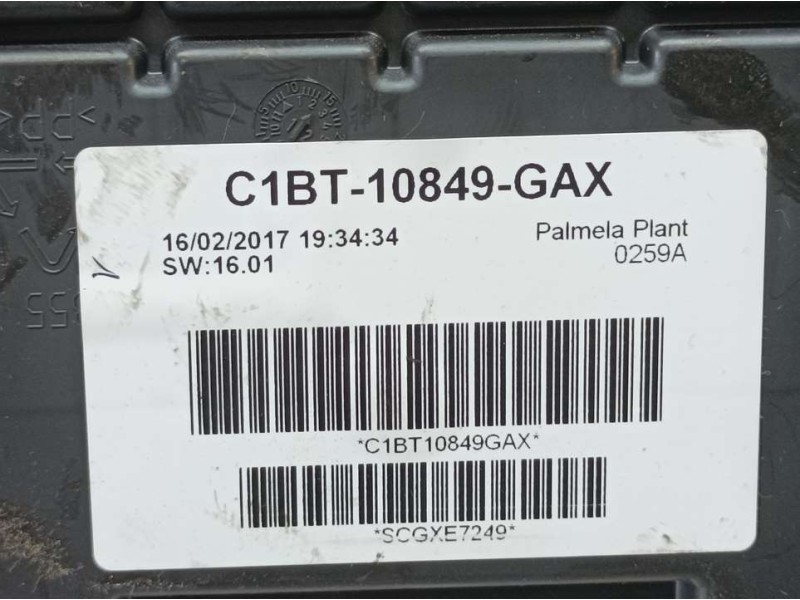 C1BT-10849-GAX
16/02/2017 19:34:34
Palmela Plant
SW:16.01
0259A
*C1BT10849GAX*
*SCGXE7249*